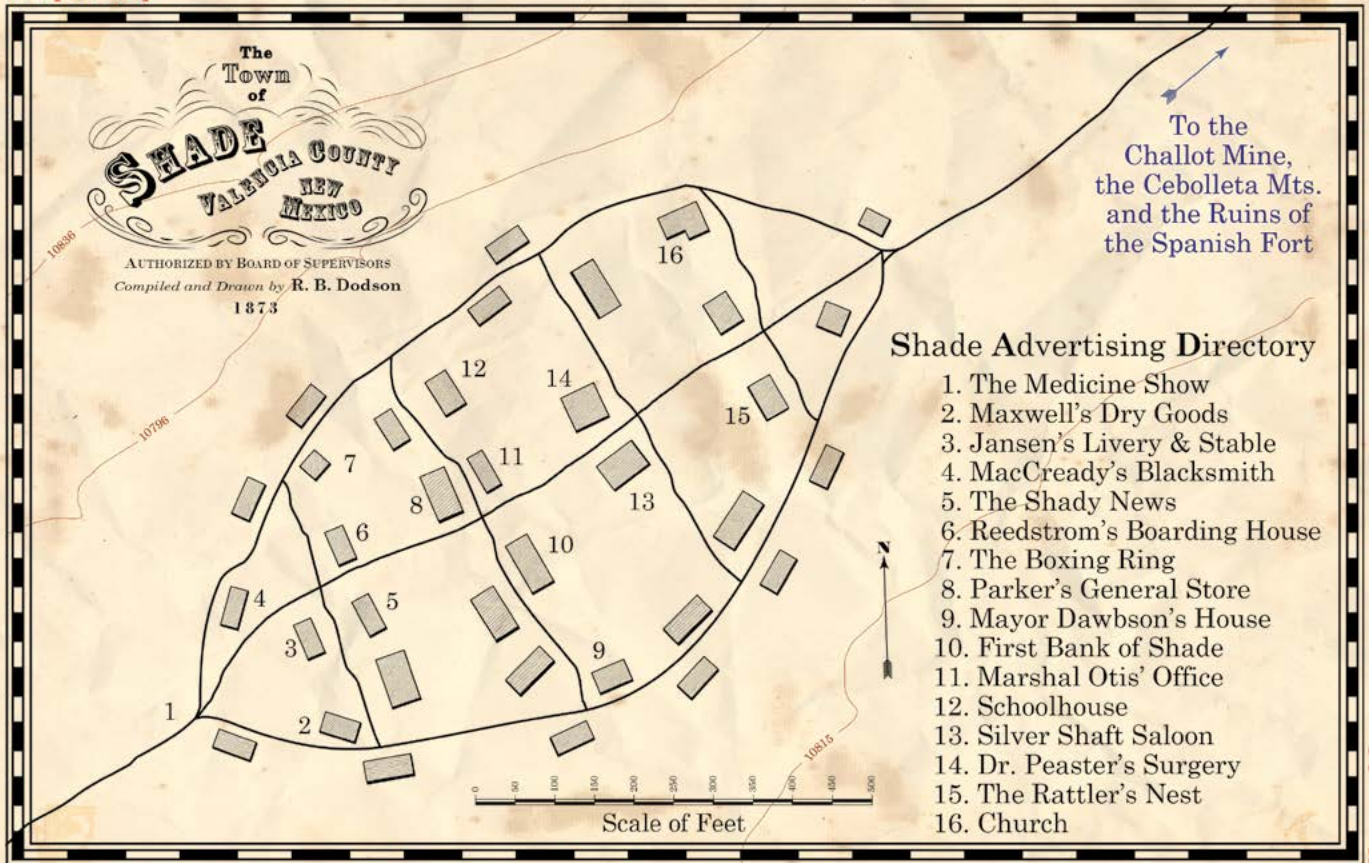 The
Town
of
SHADE
VALENCIA COUNTY
NEW
MEXICO
AUTHORIZED BY BOARD OF SUPERVISORS
Compiled and Drawn by R. B. Dodson
1873
To the
Challot Mine,
the Cebolleta Mts.
and the Ruins of
the Spanish Fort
10836
10796
10815
16
12
14
15
7
11
8
13
6
10
4
5
3
9
2
1
N
Shade Advertising Directory
1. The Medicine Show
2. Maxwell's Dry Goods
3. Jansen's Livery & Stable
4. MacCready's Blacksmith
5. The Shady News
6. Reedstrom's Boarding House
7. The Boxing Ring
8. Parker's General Store
9. Mayor Dawbson's House
10. First Bank of Shade
11. Marshal Otis' Office
12. Schoolhouse
13. Silver Shaft Saloon
14. Dr. Peaster's Surgery
15. The Rattler's Nest
16. Church
0 50 100 150 200 250 300 350 400 450 500
Scale of Feet